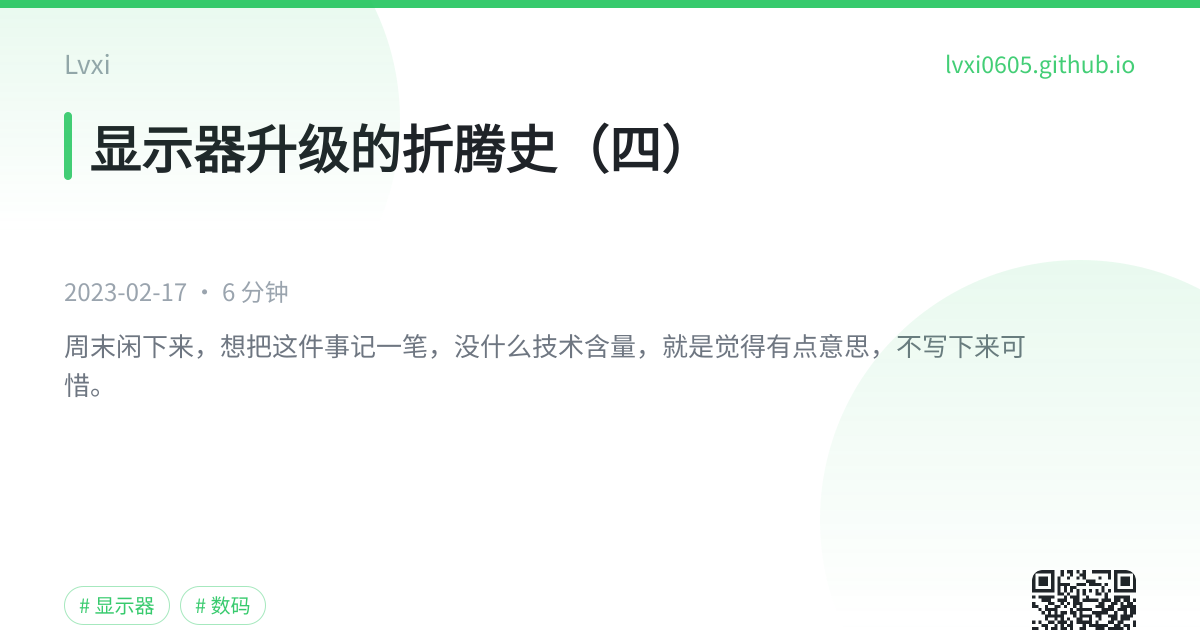 Lvxi
lvxi0605.github.io
显示器升级的折腾史（四）
2023-02-17 · 6 分钟
周末闲下来，想把这件事记一笔，没什么技术含量，就是觉得有点意思，不写下来可
惜。
# 显示器
# 数码